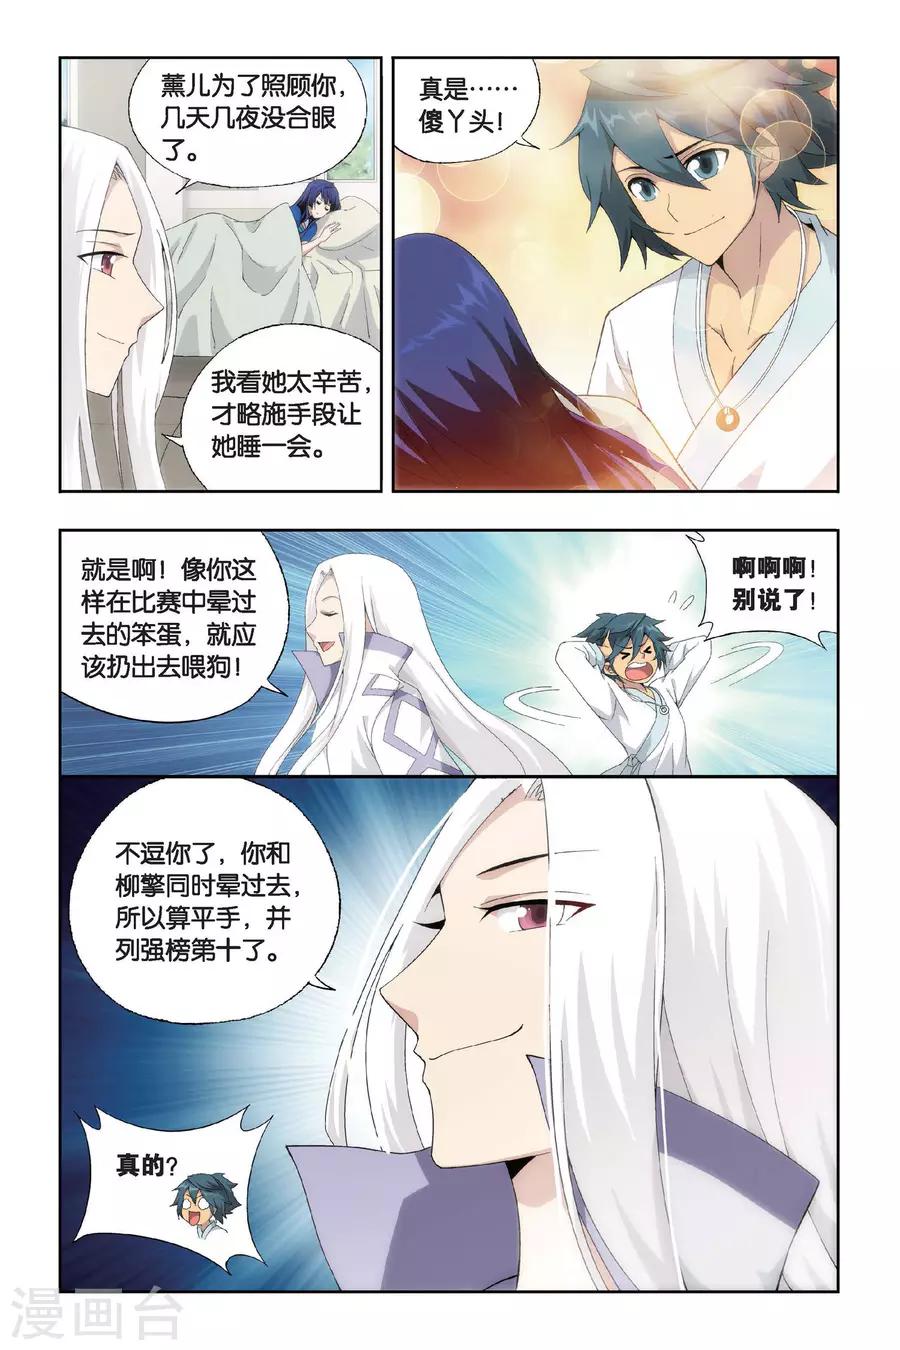 薰儿为了照顾你，
几天几夜没合眼
了。
真是……
傻丫头！
我看她太辛苦，
才略施手段让
她睡一会。
就是啊！像你这
样在比赛中晕过
去的笨蛋，就应
该扔出去喂狗！
啊啊啊！
别说了！
不逗你了，你和
柳擎同时晕过去，
所以算平手，并
列强榜第十了。
真的？
漫画台